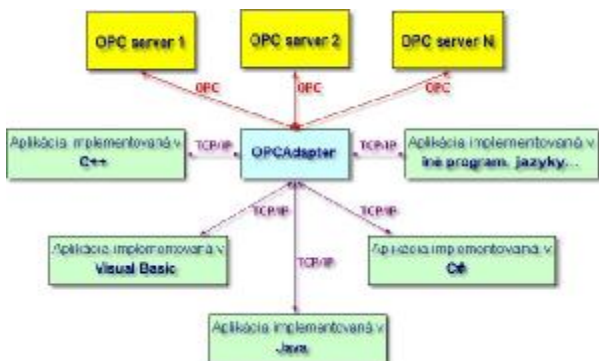 OPC server 1
OPC server 2
OPC server N
OPC
OPC
OPC
Aplikácia implementovaná v
C++
TCP/IP
OPCAdapter
TCP/IP
Aplikácia implementovaná v
iné program. jazyky...
TCP/IP
TCP/IP
TCP/IP
Aplikácia implementovaná v
Visual Basic
Aplikácia implementovaná v
C#
Aplikácia implementovaná v
Java